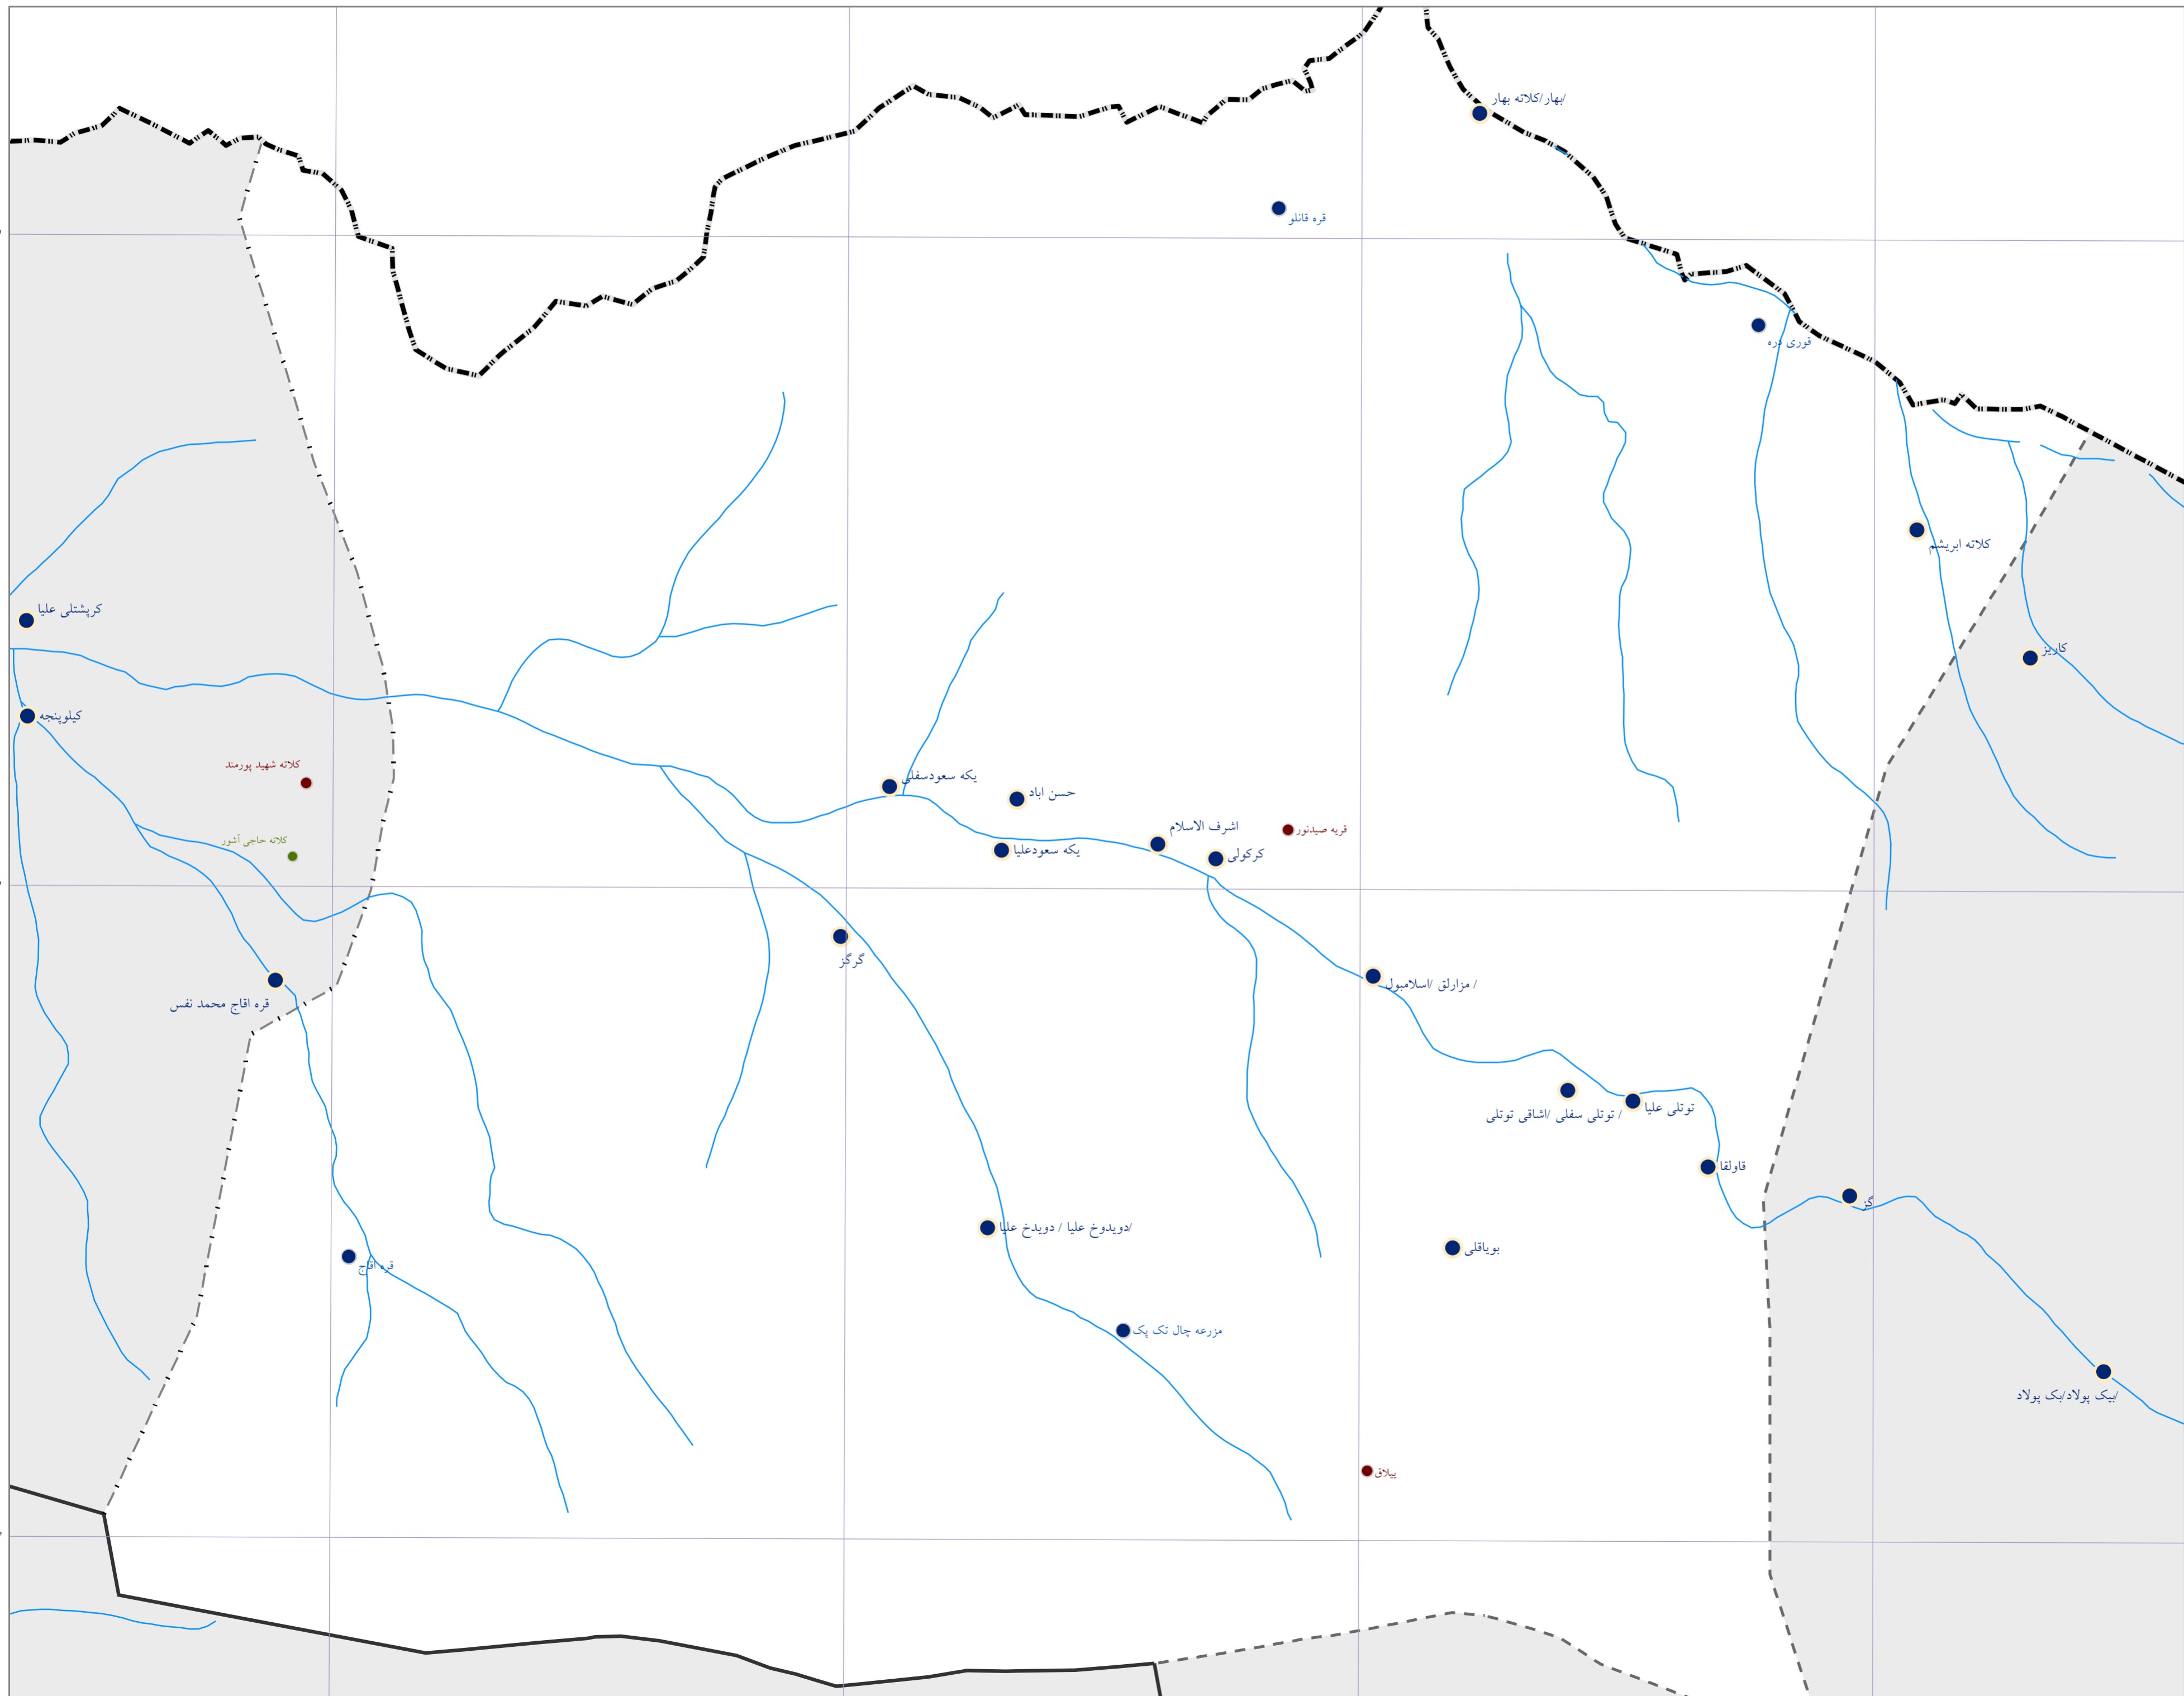 /بهار/کلاته بهار
قره قانلو
قوری دره
کلاته ابریشم
کرپشتلی علیا
کاریز
کیلوپنجه
کلاته شهید پورمند
یکه سعودسفلی
حسن اباد
اشرف الاسلام
قریه صیدنور
کلاته حاجی آشور
یکه سعودعلیا
کرکولی
گرگز
/ مزارلق /اسلامبول
قره اقاج محمد نفس
توتلی علیا
/ توتلی سفلی /اشاقی توتلی
قاولقا
گز
/دویدوخ علیا / دویدخ علیا
بویاقلی
قره آقاج
مزرعه چال تک پک
/بیک پولاد/بک پولاد
ییلاق